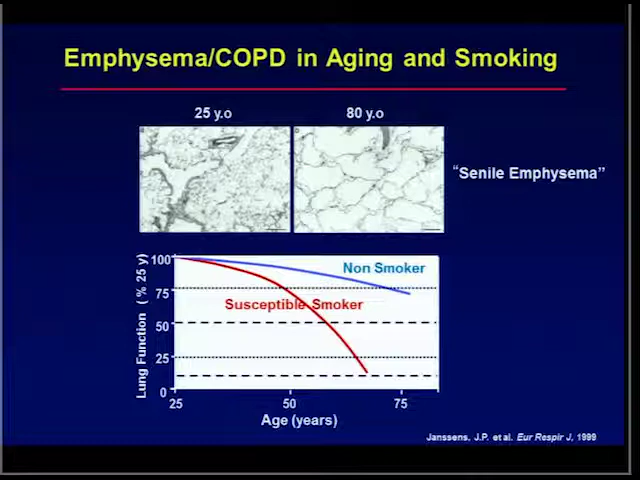 Emphysema/COPD in Aging and Smoking
25 y.o
80 y.o
“Senile Emphysema”
Lung Function ( % 25 y)
100
75
50
25
0
Non Smoker
Susceptible Smoker
25
50
75
Age (years)
Janssens, J.P. et al. Eur Respir J, 1999